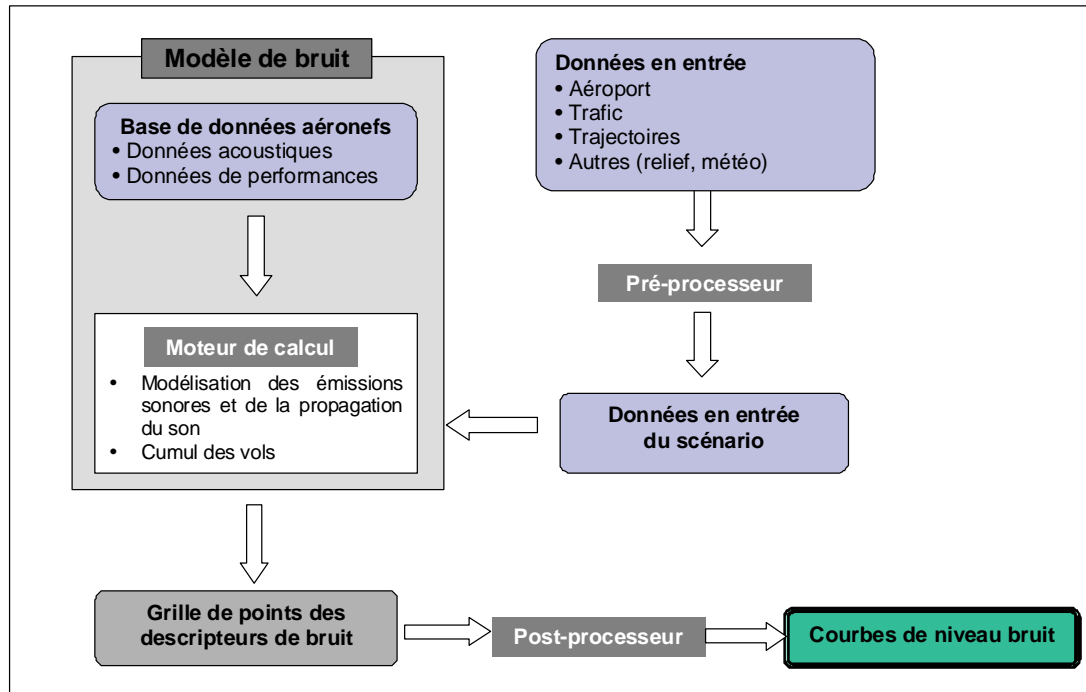 Modèle de bruit
Base de données aéronefs
• Données acoustiques
• Données de performances
Moteur de calcul
• Modélisation des émissions
sonores et de la propagation
du son
• Cumul des vols
Données en entrée
• Aéroport
• Trafic
• Trajectoires
• Autres (relief, météo)
Pré-processeur
Données en entrée
du scénario
Grille de points des
descripteurs de bruit
Post-processeur
Courbes de niveau bruit